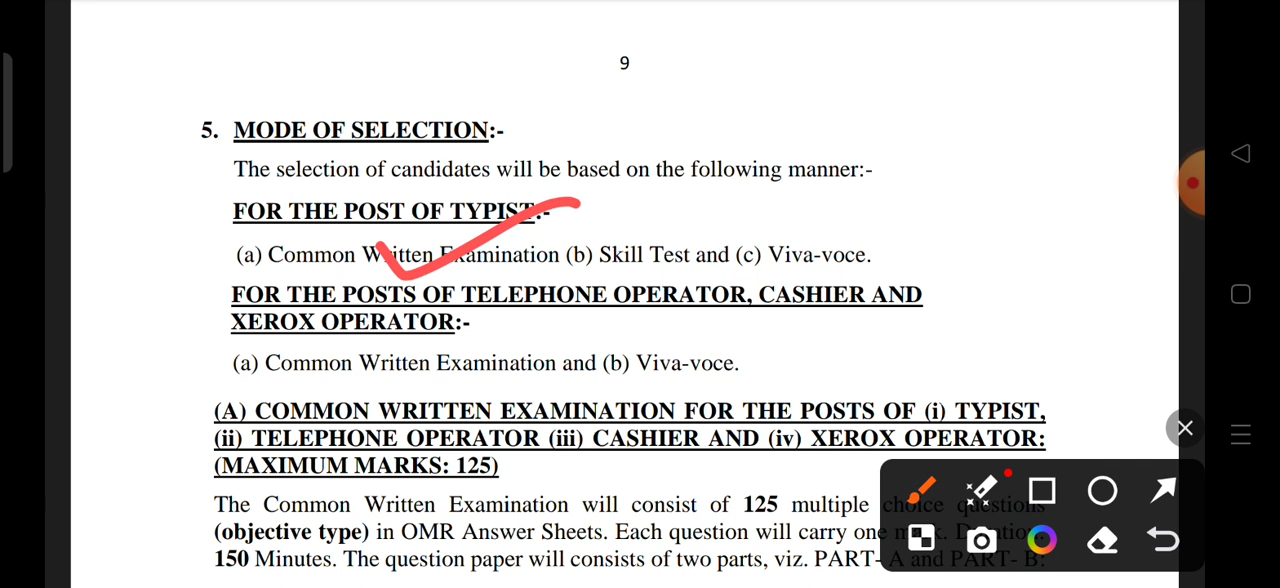 9
5. MODE OF SELECTION:-
The selection of candidates will be based on the following manner:-
FOR THE POST OF TYPIST:-
(a) Common Written Examination (b) Skill Test and (c) Viva-voce.
FOR THE POSTS OF TELEPHONE OPERATOR, CASHIER AND
XEROX OPERATOR:-
(a) Common Written Examination and (b) Viva-voce.
(A) COMMON WRITTEN EXAMINATION FOR THE POSTS OF (i) TYPIST,
(ii) TELEPHONE OPERATOR (iii) CASHIER AND (iv) XEROX OPERATOR:
(MAXIMUM MARKS: 125)
The Common Written Examination will consist of 125 multiple choice questions
(objective type) in OMR Answer Sheets. Each question will carry one
150 Minutes. The question paper will consists of two parts, viz. PART- A and PART- B: